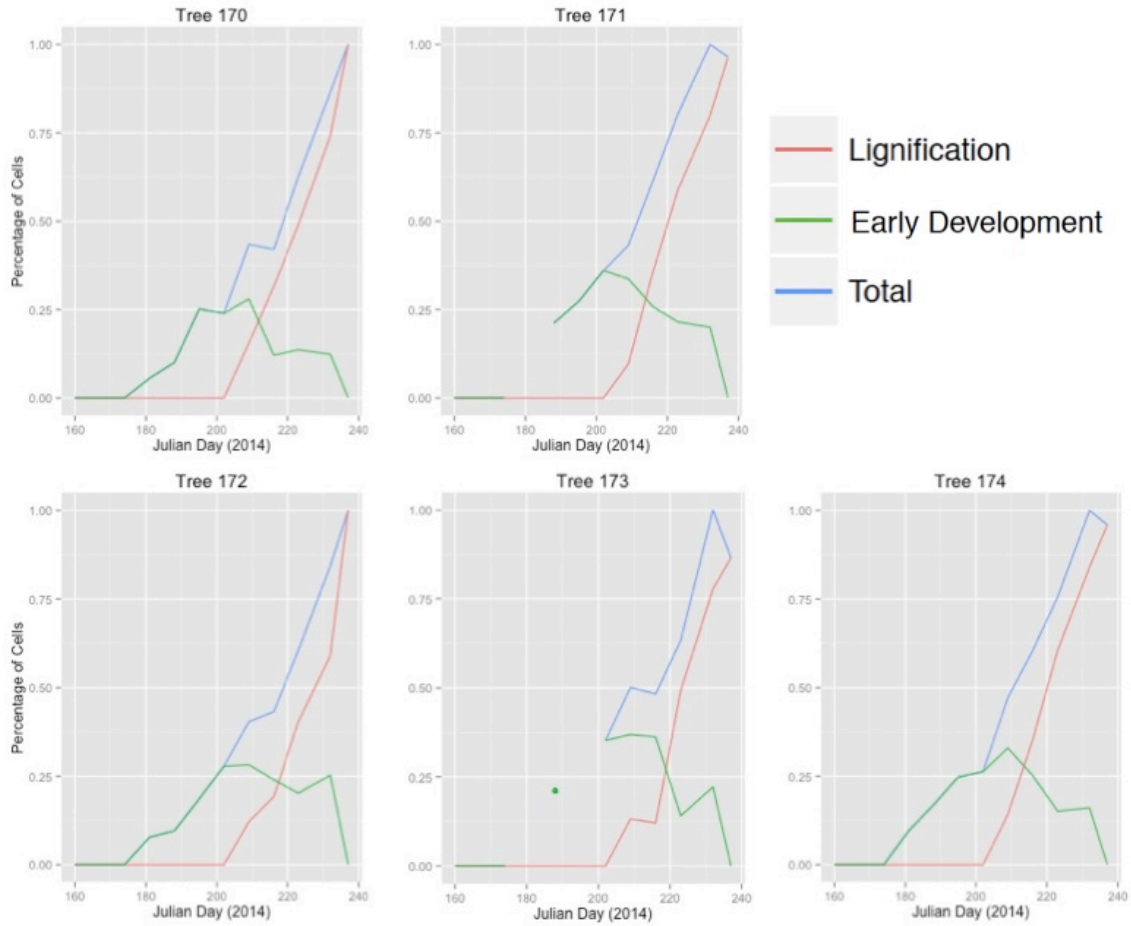 Tree 170
1.00
0.75
0.50
0.25
0.00
Percentage of Cells
160 180 200 220 240
Julian Day (2014)
Tree 171
1.00
0.75
0.50
0.25
0.00
160 180 200 220 240
Julian Day (2014)
Lignification
Early Development
Total
Tree 172
1.00
0.75
0.50
0.25
0.00
Percentage of Cells
160 180 200 220 240
Julian Day (2014)
Tree 173
1.00
0.75
0.50
0.25
0.00
160 180 200 220 240
Julian Day (2014)
Tree 174
1.00
0.75
0.50
0.25
0.00
160 180 200 220 240
Julian Day (2014)